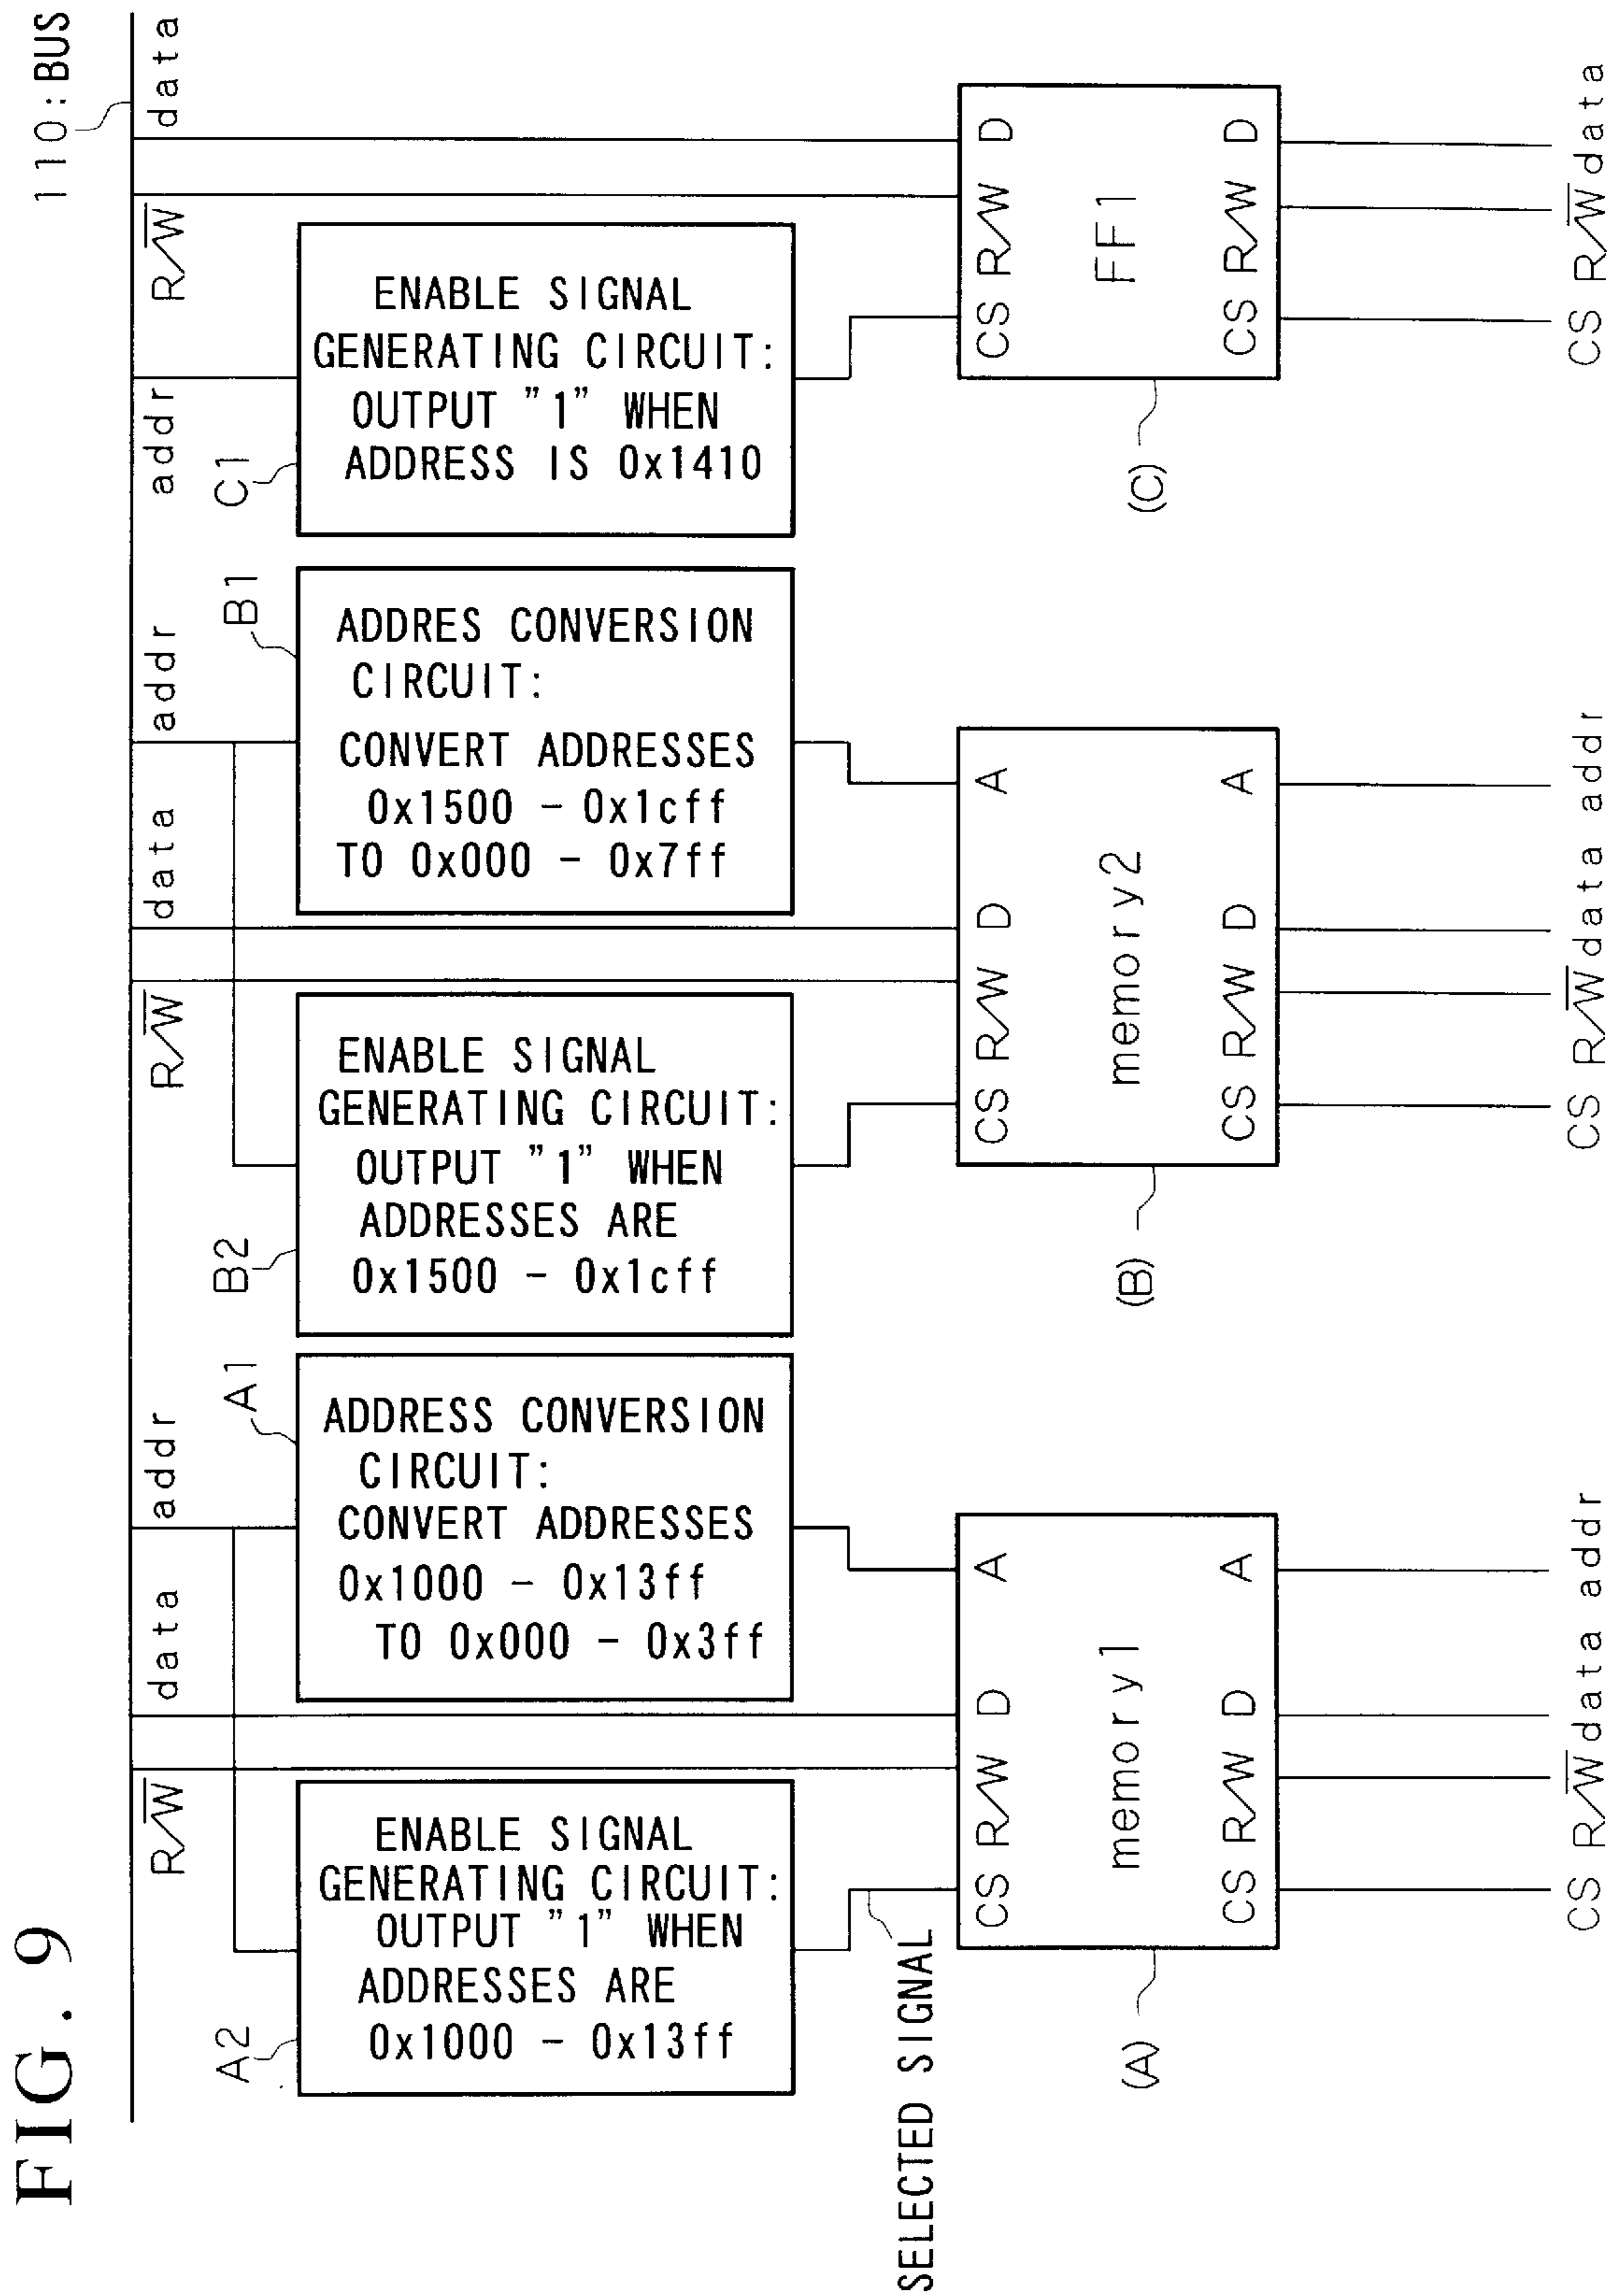 FIG. 9
110:BUS
R/W
data
addr
R/W
data
addr
addr
R/W
data
A2
A1
B2
B1
C1
ENABLE SIGNAL
GENERATING CIRCUIT:
OUTPUT "1" WHEN
ADDRESSES ARE
0x1000 - 0x13ff
ADDRESS CONVERSION
CIRCUIT:
CONVERT ADDRESSES
0x1000 - 0x13ff
TO 0x000 - 0x3ff
ENABLE SIGNAL
GENERATING CIRCUIT:
OUTPUT "1" WHEN
ADDRESSES ARE
0x1500 - 0x1cff
ADDRES CONVERSION
CIRCUIT:
CONVERT ADDRESSES
0x1500 - 0x1cff
TO 0x000 - 0x7ff
ENABLE SIGNAL
GENERATING CIRCUIT:
OUTPUT "1" WHEN
ADDRESS IS 0x1410
SELECTED SIGNAL
CS R/W D A
memory1
CS R/W D A
(A)
CS R/W D A
memory2
CS R/W D A
(B)
CS R/W D
FF1
CS R/W D
(C)
CS R/W data addr
CS R/W data addr
CS R/W data